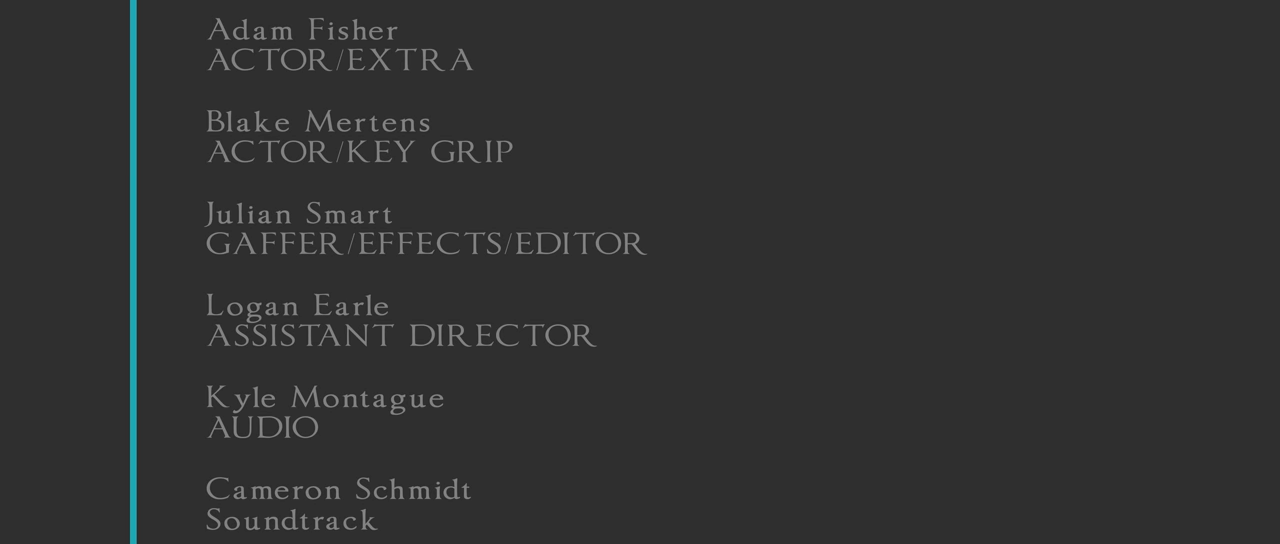 Adam Fisher
ACTOR/EXTRA
Blake Mertens
ACTOR/KEY GRIP
Julian Smart
GAFFER/EFFECTS/EDITOR
Logan Earle
ASSISTANT DIRECTOR
Kyle Montague
AUDIO
Cameron Schmidt
Soundtrack